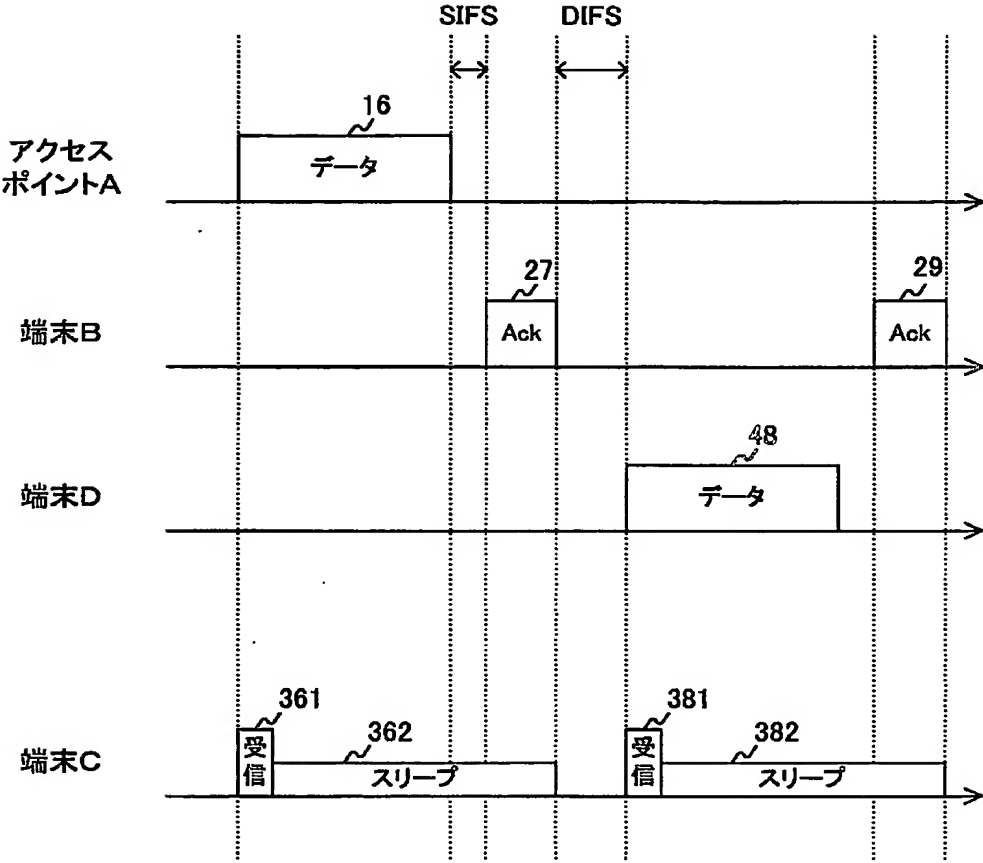 SIFS DIFS
16
アクセス
ポイントA
データ
27
29
端末B
Ack
Ack
48
端末D
データ
361
362
381
382
端末C
受信
スリープ
受信
スリープ